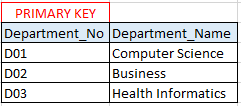 PRIMARY KEY
Department_No Department_Name
D01 Computer Science
D02 Business
D03 Health Informatics